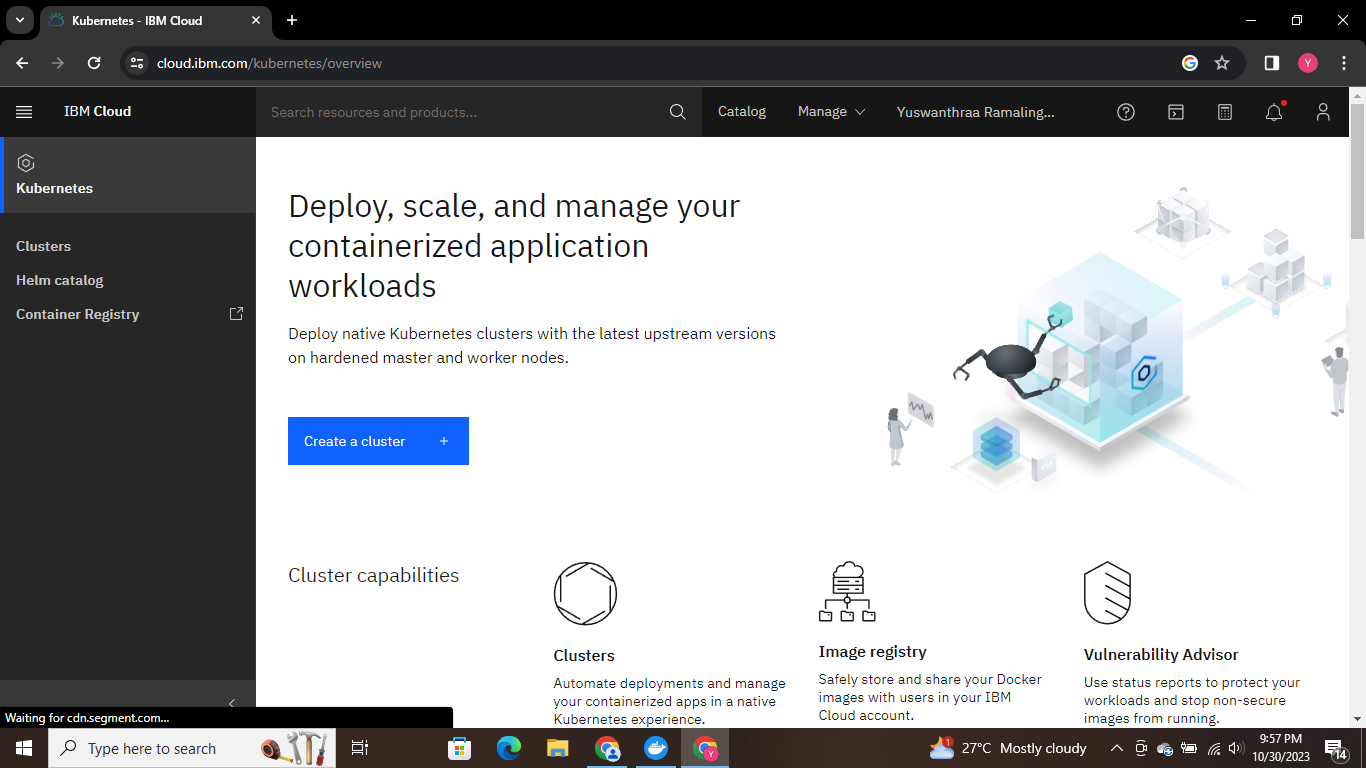 Kubernetes - IBM Cloud
cloud.ibm.com/kubernetes/overview
Y
IBM Cloud
Search resources and products...
Catalog
Manage
Yuswanthraa Ramaling...
Kubernetes
Clusters
Helm catalog
Container Registry
Deploy, scale, and manage your
containerized application
workloads
Deploy native Kubernetes clusters with the latest upstream versions
on hardened master and worker nodes.
Create a cluster +
Cluster capabilities
Clusters
Automate deployments and manage
your containerized apps in a native
Kubernetes experience.
Image registry
Safely store and share your Docker
images with users in your IBM
Cloud account.
Vulnerability Advisor
Use status reports to protect your
workloads and stop non-secure
images from running.
Waiting for cdn.segment.com...
Type here to search
Y
1
27°C Mostly cloudy
9:57 PM
10/30/2023
14